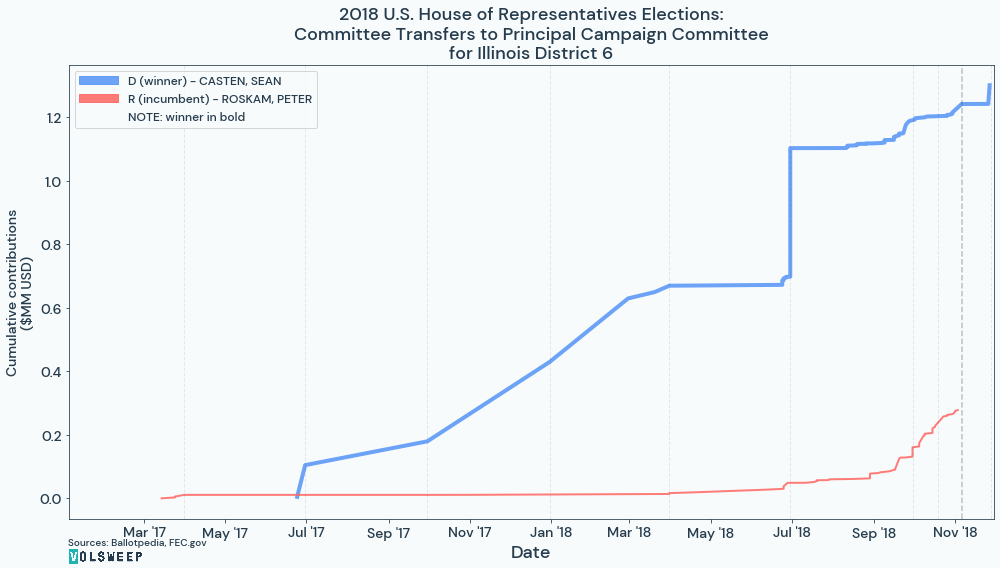 2018 U.S. House of Representatives Elections:
Committee Transfers to Principal Campaign Committee
for Illinois District 6
D (winner) - CASTEN, SEAN
R (incumbent) - ROSKAM, PETER
NOTE: winner in bold
Cumulative contributions
($MM USD)
1.2
1.0
0.8
0.6
0.4
0.2
0.0
Mar '17 May '17 Jul '17 Sep '17 Nov '17 Jan '18 Mar '18 May '18 Jul '18 Sep '18 Nov '18
Date
Sources: Ballotpedia, FEC.gov
VOLSWEEP